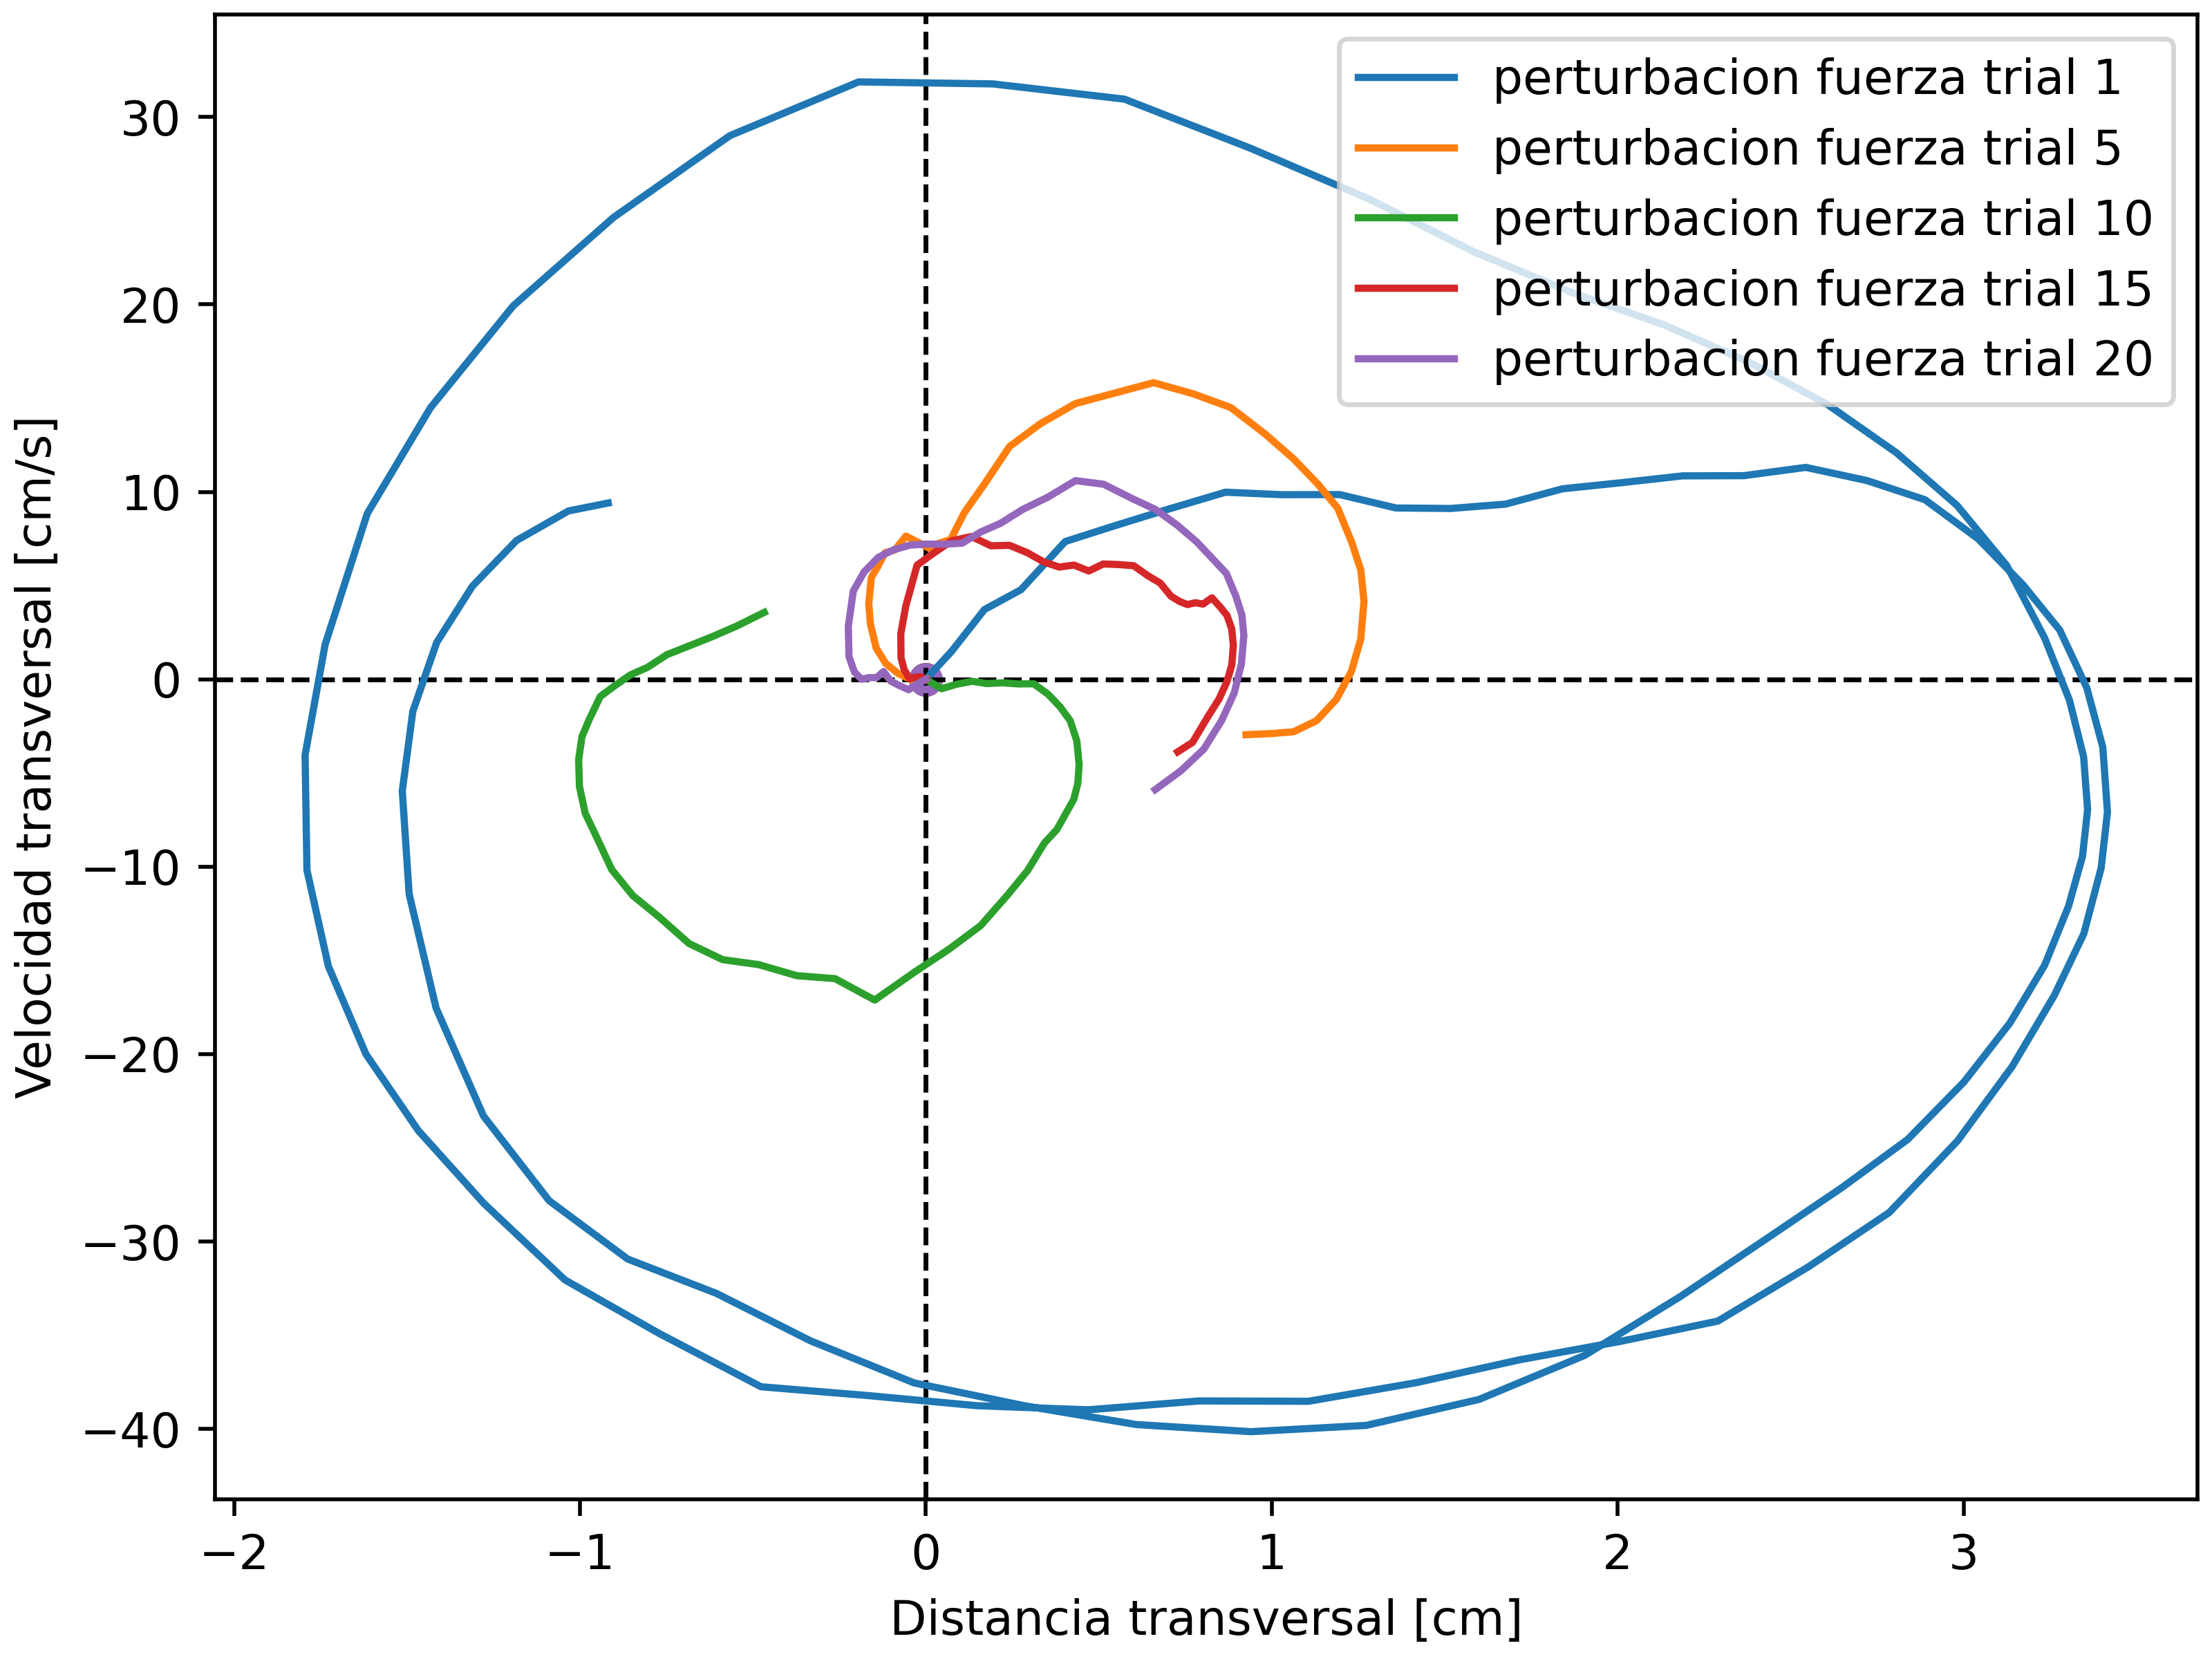 perturbacion fuerza trial 1
perturbacion fuerza trial 5
perturbacion fuerza trial 10
perturbacion fuerza trial 15
perturbacion fuerza trial 20
30
20
10
0
−10
−20
−30
−40
Velocidad transversal [cm/s]
−2 −1 0 1 2 3
Distancia transversal [cm]